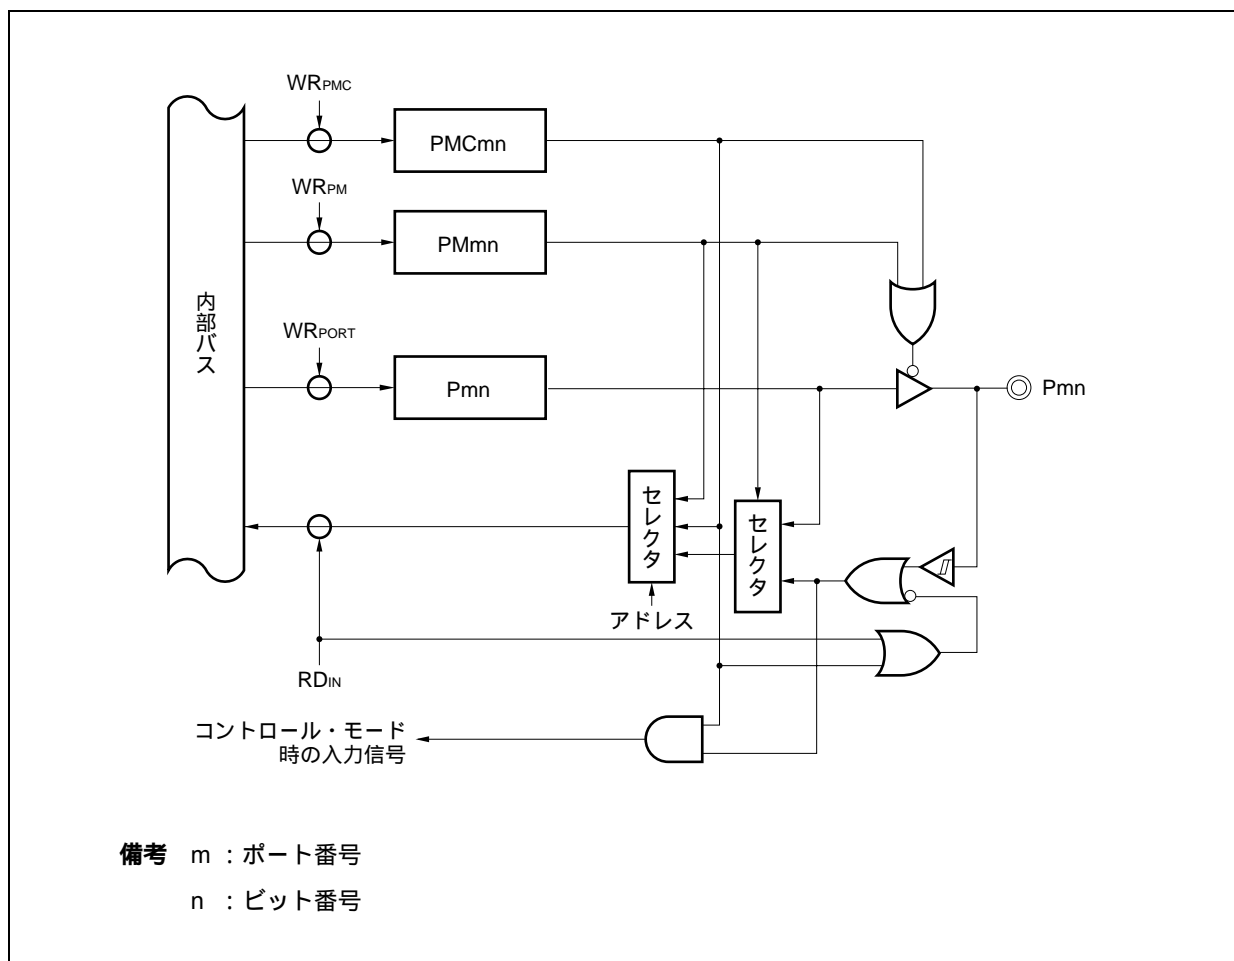 WRPMC
PMCmn
WRPM
PMmn
内部バス
WRPORT
Pmn
Pmn
セレクタ
セレクタ
アドレス
RDIN
コントロール・モード
時の入力信号
備考 m ：ポート番号
n ：ビット番号